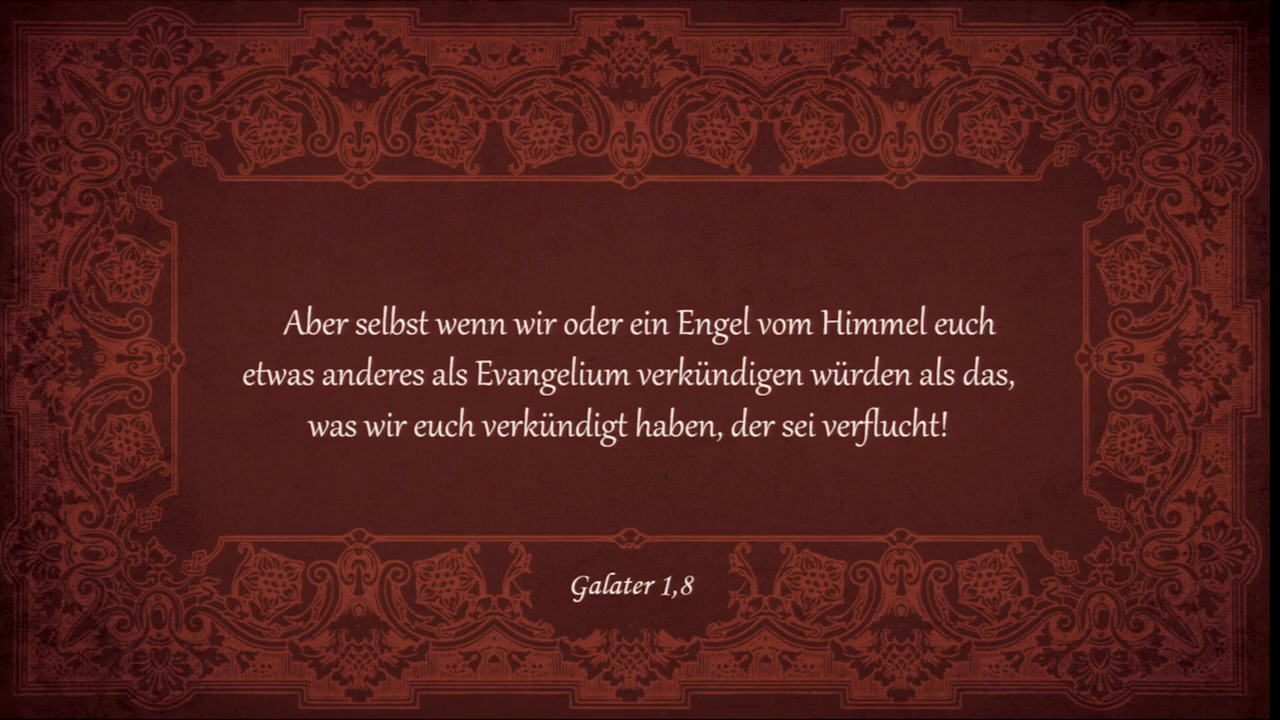 Aber selbst wenn wir oder ein Engel vom Himmel euch
etwas anderes als Evangelium verkündigen würden als das,
was wir euch verkündigt haben, der sei verflucht!
Galater 1,8